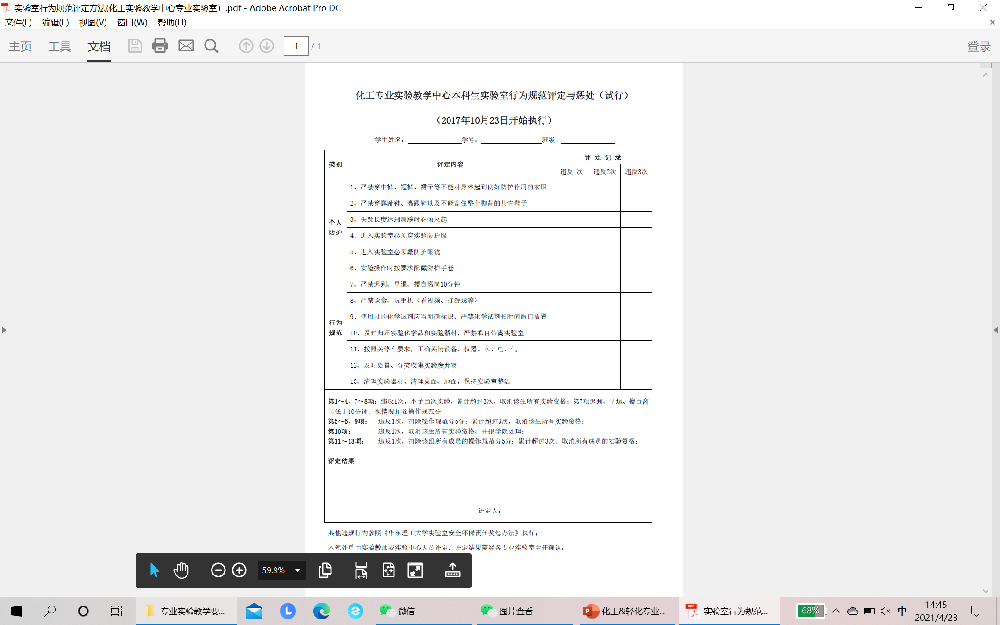 实验室行为规范评定方法(化工实验教学中心专业实验室）.pdf - Adobe Acrobat Pro DC
文件(F) 编辑(E) 视图(V) 窗口(W) 帮助(H)
主页 工具 文档 1 / 1 登录
化工专业实验教学中心本科生实验室行为规范评定与惩处（试行）
（2017年10月23日开始执行）
学生姓名： 学号： 班级：
类别 评定内容 评 定 记 录
违反1次 违反2次 违反3次
个人防护
1、严禁穿中裤、短裤、裙子等不能对身体起到良好防护作用的衣服
2、严禁穿露趾鞋、高跟鞋以及不能盖住整个脚背的其它鞋子
3、头发长度达到肩膀时必须束起
4、进入实验室必须穿实验防护服
5、进入实验室必须戴防护眼镜
6、实验操作时按要求配戴防护手套
行为规范
7、严禁迟到、早退、擅自离岗10分钟
8、严禁饮食、玩手机（看视频、打游戏等）
9、使用过的化学试剂应当明确标识，严禁化学试剂长时间敞口放置
10、及时归还实验化学品和实验器材，严禁私自带离实验室
11、按照关停车要求，正确关闭设备、仪器、水、电、气
12、及时处置、分类收集实验废弃物
13、清理实验器材，清理桌面、地面，保持实验室整洁
第1～4、7～8项：违反1次，不予当次实验，累计超过3次，取消该生所有实验资格；第7项迟到、早退、擅自离
岗低于10分钟，视情况扣除操作规范分
第5～6、9项： 违反1次，扣除操作规范分5分；累计超过3次，取消该生所有实验资格；
第10项： 违反1次，取消该生所有实验资格，并报学院处理；
第11～13项： 违反1次，扣除该组所有成员的操作规范分5分；累计超过3次，取消所有成员的实验资格；
评定结果：
评定人：
其他违规行为参照《华东理工大学实验室安全环保责任奖惩办法》执行；
本惩处单由实验教师或实验中心人员评定，评定结果需经各专业实验室主任确认；
59.9%
专业实验教学要... 微信 图片查看 化工&轻化专业... 实验室行为规范... 68% 中 14:45
2021/4/23